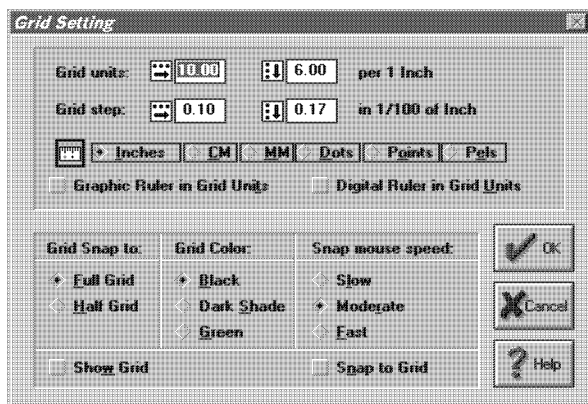 Grid Setting
Grid units: 10.00 6.00 per 1 Inch
Grid step: 0.10 0.17 in 1/100 of Inch
Inches CM MM Dots Points Pels
Graphic Ruler in Grid Units Digital Ruler in Grid Units
Grid Snap to: Grid Color: Snap mouse speed: OK
Full Grid Black Slow
Half Grid Dark Shade Moderate Cancel
Green Fast
Show Grid Snap to Grid Help